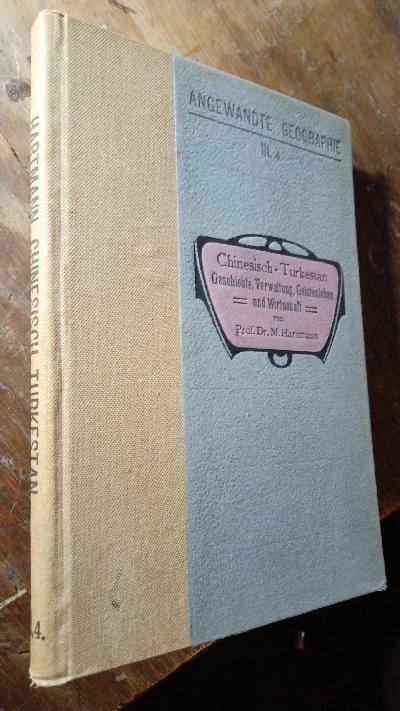 HARTMANN CHINESISCH TURKESTAN
4.
ANGEWANDTE GEOGRAPHIE
III. 4
Chinesisch-Turkestan
Geschichte, Verwaltung, Geistesleben
und Wirtschaft
von
Prof. Dr. M. Hartmann